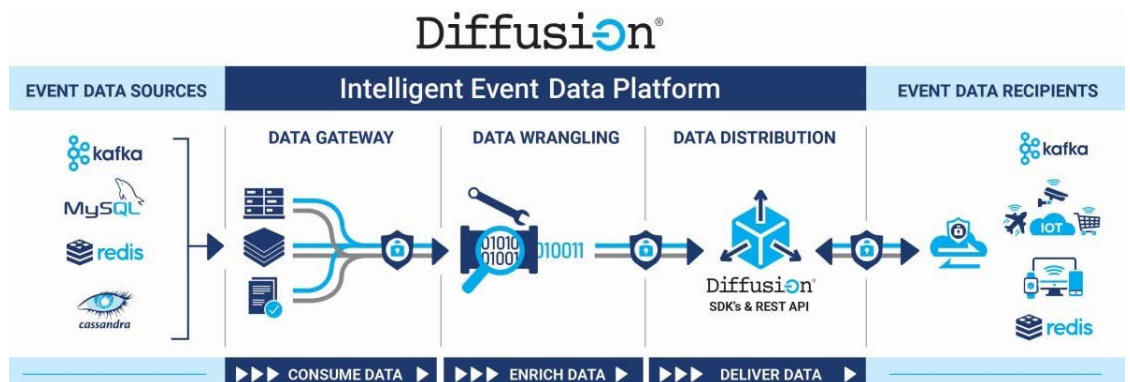 Diffusion®
EVENT DATA SOURCES
Intelligent Event Data Platform
EVENT DATA RECIPIENTS
DATA GATEWAY
DATA WRANGLING
DATA DISTRIBUTION
kafka
MySQL
redis
cassandra
01010
01001
010011
Diffusion®
SDK's & REST API
kafka
IOT
redis
CONSUME DATA
ENRICH DATA
DELIVER DATA